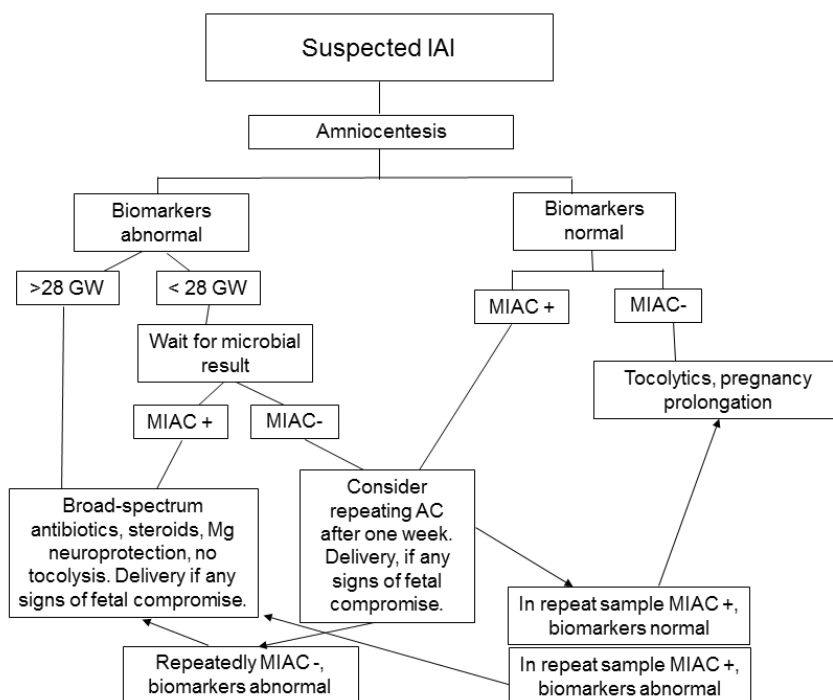 Suspected IAI
Amniocentesis
Biomarkers
abnormal
Biomarkers
normal
>28 GW
< 28 GW
MIAC +
MIAC-
Wait for microbial
result
Tocolytics, pregnancy
prolongation
MIAC +
MIAC-
Broad-spectrum
antibiotics, steroids, Mg
neuroprotection, no
tocolysis. Delivery if any
signs of fetal compromise.
Consider
repeating AC
after one week.
Delivery, if any
signs of fetal
compromise.
In repeat sample MIAC +,
biomarkers normal
Repeatedly MIAC -,
biomarkers abnormal
In repeat sample MIAC +,
biomarkers abnormal